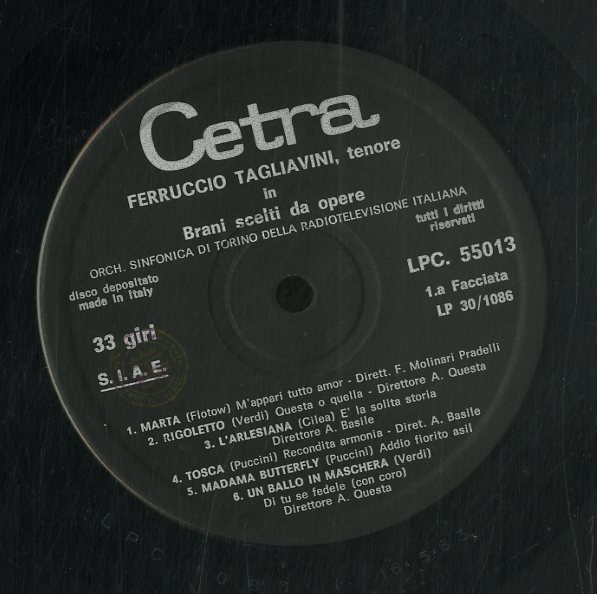 Cetra
FERRUCCIO TAGLIAVINI, tenore
in
Brani scelti da opere
ORCH. SINFONICA DI TORINO DELLA RADIOTELEVISIONE ITALIANA
disco depositato
made in Italy
tutti i diritti
riservati
LPC. 55013
1.a Facciata
LP 30/1086
33 giri
S.I.A.E.
1. MARTA (Flotow) M'appari tutto amor - Dirett. F. Molinari Pradelli
2. RIGOLETTO (Verdi) Questa o quella - Direttore A. Questa
3. L'ARLESIANA (Cilea) E' la solita storia
Direttore A. Basile
4. TOSCA (Puccini) Recondita armonia - Diret. A. Basile
5. MADAMA BUTTERFLY (Puccini) Addio fiorito asil
6. UN BALLO IN MASCHERA (Verdi)
Di tu se fedele (con coro)
Direttore A. Questa